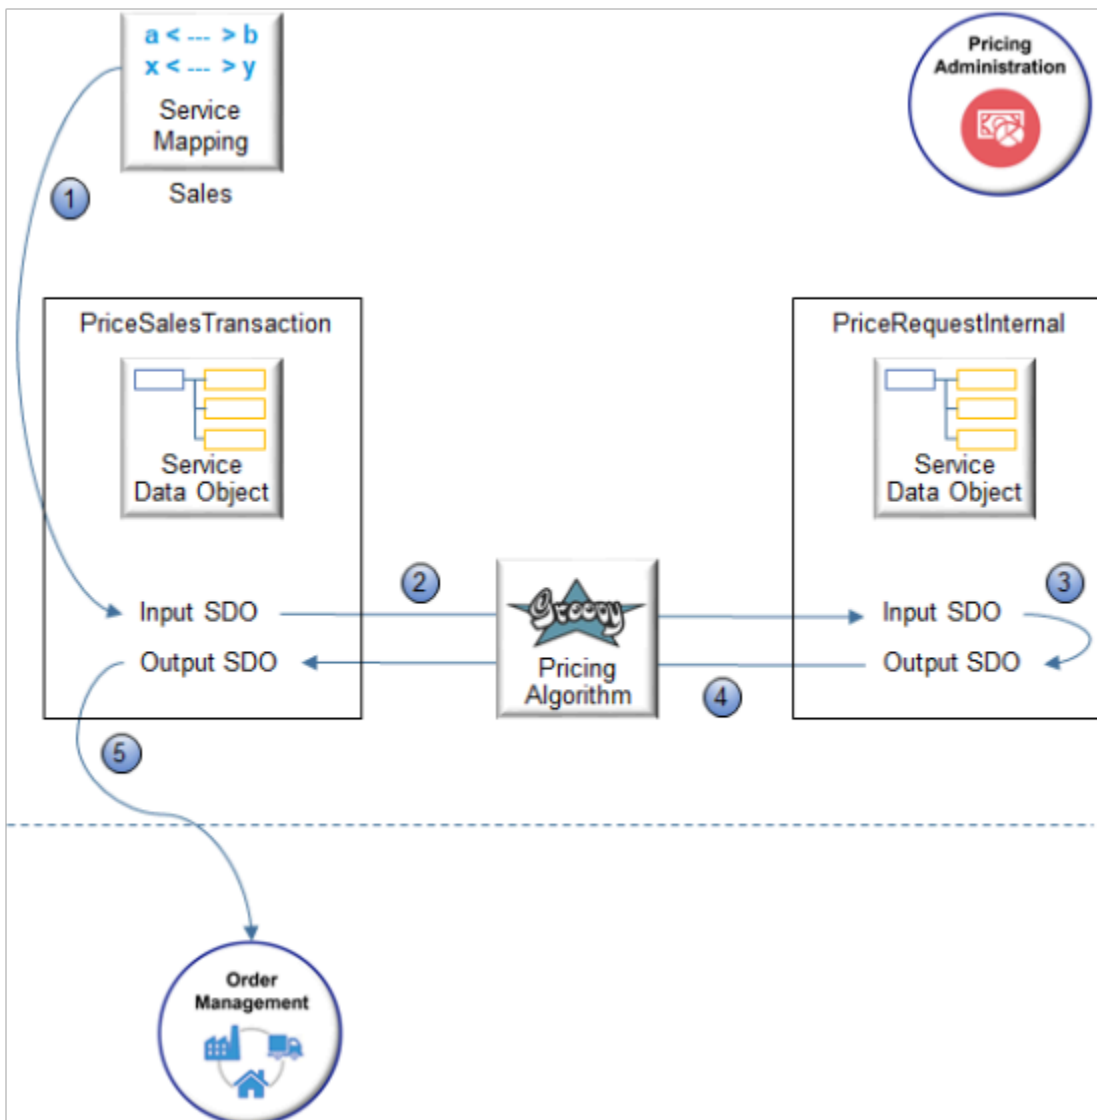 a < --- > b
x < --- > y
Service
Mapping
Sales
Pricing
Administration
1
PriceSalesTransaction
Service
Data Object
Input SDO
Output SDO
2
Groovy
Pricing
Algorithm
4
PriceRequestInternal
Service
Data Object
3
Input SDO
Output SDO
5
Order
Management